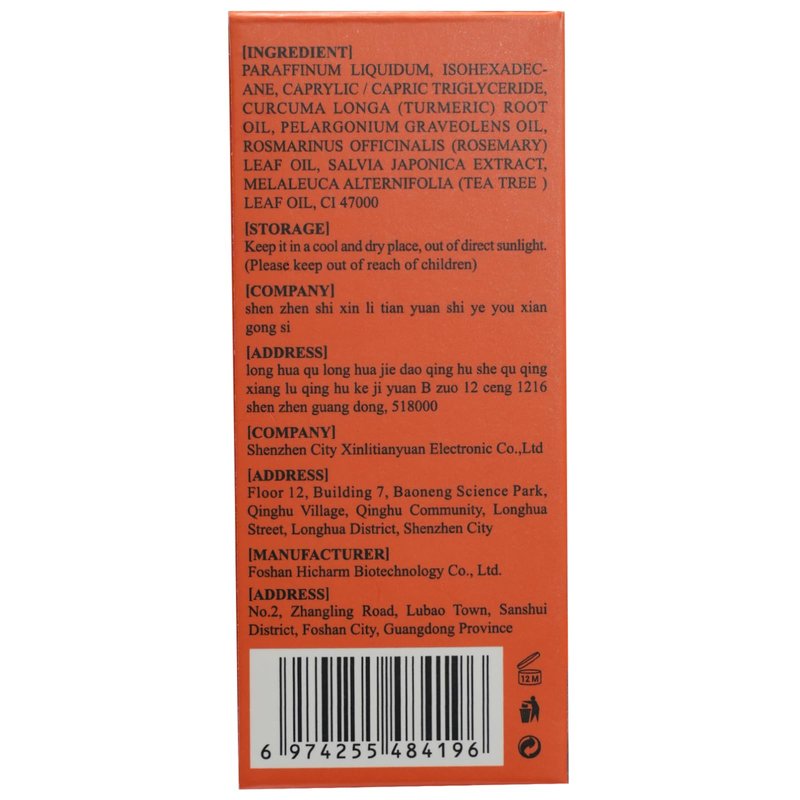 [INGREDIENT]
PARAFFINUM LIQUIDUM, ISOHEXADEC-
ANE, CAPRYLIC / CAPRIC TRIGLYCERIDE,
CURCUMA LONGA (TURMERIC) ROOT
OIL, PELARGONIUM GRAVEOLENS OIL,
ROSMARINUS OFFICINALIS (ROSEMARY)
LEAF OIL, SALVIA JAPONICA EXTRACT,
MELALEUCA ALTERNIFOLIA (TEA TREE )
LEAF OIL, CI 47000
[STORAGE]
Keep it in a cool and dry place, out of direct sunlight.
(Please keep out of reach of children)
[COMPANY]
shen zhen shi xin li tian yuan shi ye you xian
gong si
[ADDRESS]
long hua qu long hua jie dao qing hu she qu qing
xiang lu qing hu ke ji yuan B zuo 12 ceng 1216
shen zhen guang dong, 518000
[COMPANY]
Shenzhen City Xinlitianyuan Electronic Co.,Ltd
[ADDRESS]
Floor 12, Building 7, Baoneng Science Park,
Qinghu Village, Qinghu Community, Longhua
Street, Longhua District, Shenzhen City
[MANUFACTURER]
Foshan Hicharm Biotechnology Co., Ltd.
[ADDRESS]
No.2, Zhangling Road, Lubao Town, Sanshui
District, Foshan City, Guangdong Province
12 M
6 974255 484196